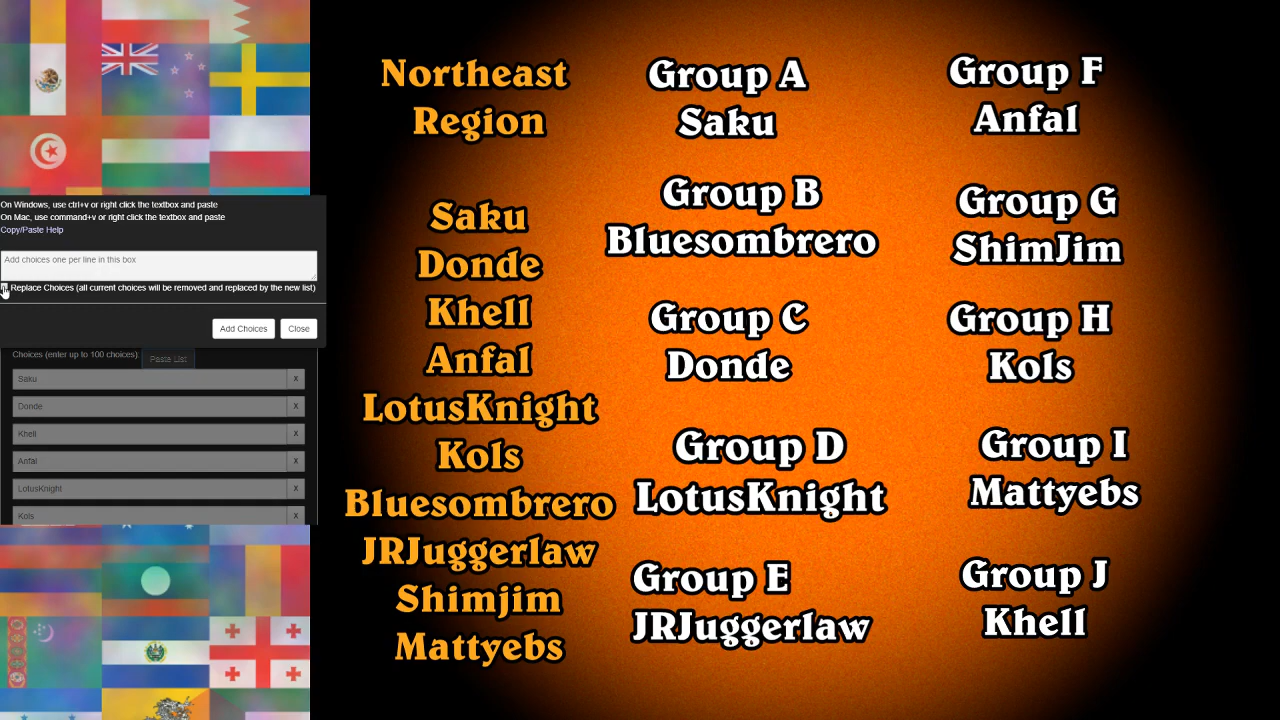 On Windows, use ctrl+v or right click the textbox and paste
On Mac, use command+v or right click the textbox and paste
Copy/Paste Help
Add choices one per line in this box
Replace Choices (all current choices will be removed and replaced by the new list)
Add Choices
Close
Choices (enter up to 100 choices):
Paste List
Saku
X
Donde
X
Khell
X
Anfal
X
LotusKnight
X
Kols
X
Northeast
Region
Saku
Donde
Khell
Anfal
LotusKnight
Kols
Bluesombrero
JRJuggerlaw
Shimjim
Mattyebs
Group A
Saku
Group B
Bluesombrero
Group C
Donde
Group D
LotusKnight
Group E
JRJuggerlaw
Group F
Anfal
Group G
ShimJim
Group H
Kols
Group I
Mattyebs
Group J
Khell